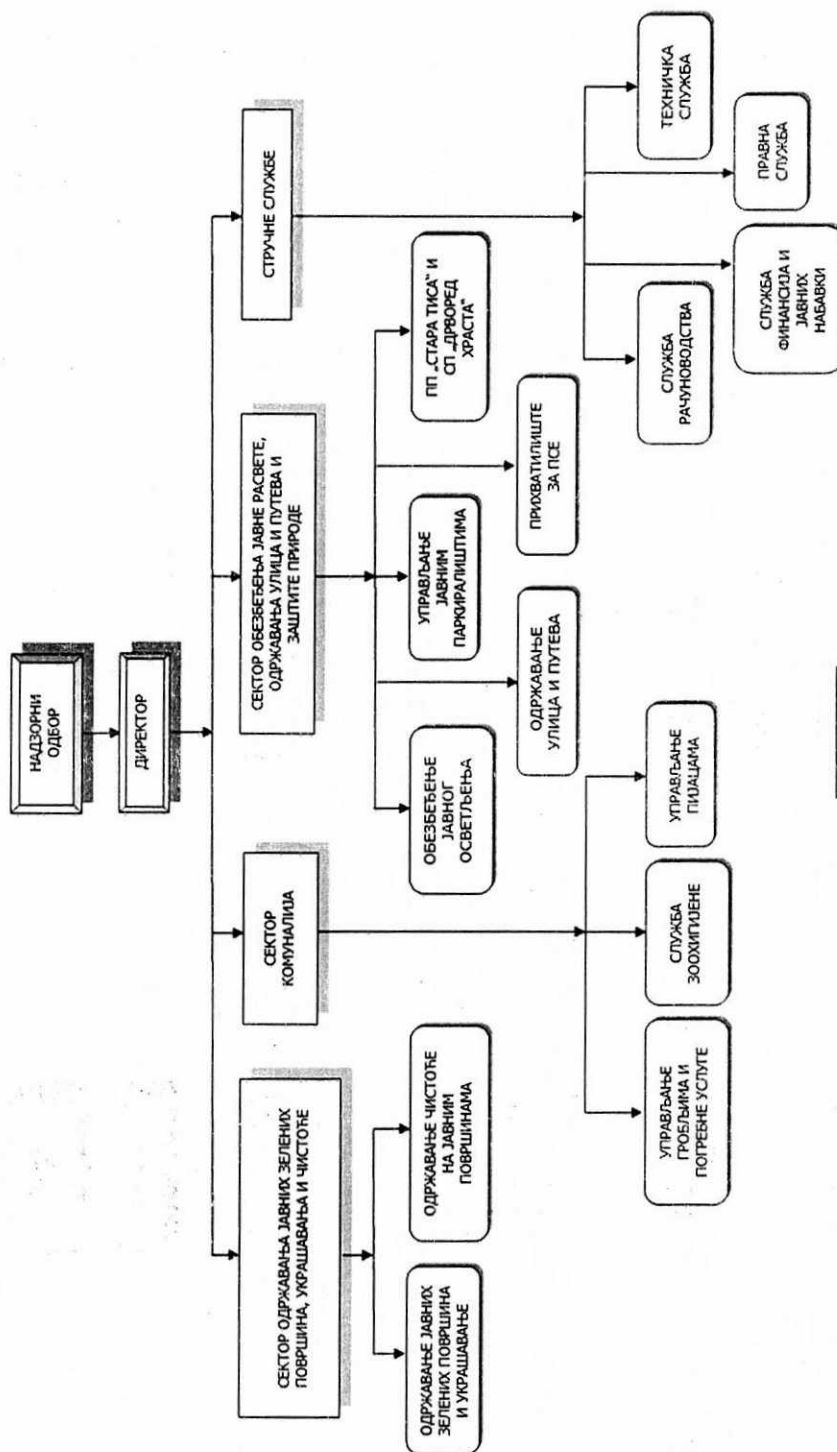 НАДЗОРНИ
ОДБОР
ДИРЕКТОР
СЕКТОР ОДРЖАВАЊА ЈАВНИХ ЗЕЛЕНИХ
ПОВРШИНА, УКРАШАВАЊА И ЧИСТОЋЕ
СЕКТОР
КОМУНАЛИЈА
СЕКТОР ОБЕЗБЕЂЕЊА ЈАВНЕ РАСВЕТЕ,
ОДРЖАВАЊА УЛИЦА И ПУТЕВА И
ЗАШТИТЕ ПРИРОДЕ
СТРУЧНЕ СЛУЖБЕ
ОДРЖАВАЊЕ ЈАВНИХ
ЗЕЛЕНИХ ПОВРШИНА
И УКРАШАВАЊЕ
ОДРЖАВАЊЕ ЧИСТОЋЕ
НА ЈАВНИМ
ПОВРШИНАМА
ОБЕЗБЕЂЕЊЕ
ЈАВНОГ
ОСВЕТЉЕЊА
УПРАВЉАЊЕ
ЈАВНИМ
ПАРКИРАЛИШТИМА
ПП „СТАРА ТИСА“ И
СП „ДРВОРЕД
ХРАСТА“
ОДРЖАВАЊЕ
УЛИЦА И ПУТЕВА
ПРИХВАТИЛИШТЕ
ЗА ПСЕ
УПРАВЉАЊЕ
ГРОБЉИМА И
ПОГРЕБНЕ УСЛУГЕ
СЛУЖБА
ЗООХИГИЈЕНЕ
УПРАВЉАЊЕ
ПИЈАЦАМА
СЛУЖБА
РАЧУНОВОДСТВА
ТЕХНИЧКА
СЛУЖБА
СЛУЖБА
ФИНАНСИЈА И
ЈАВНИХ
НАБАВКИ
ПРАВНА
СЛУЖБА